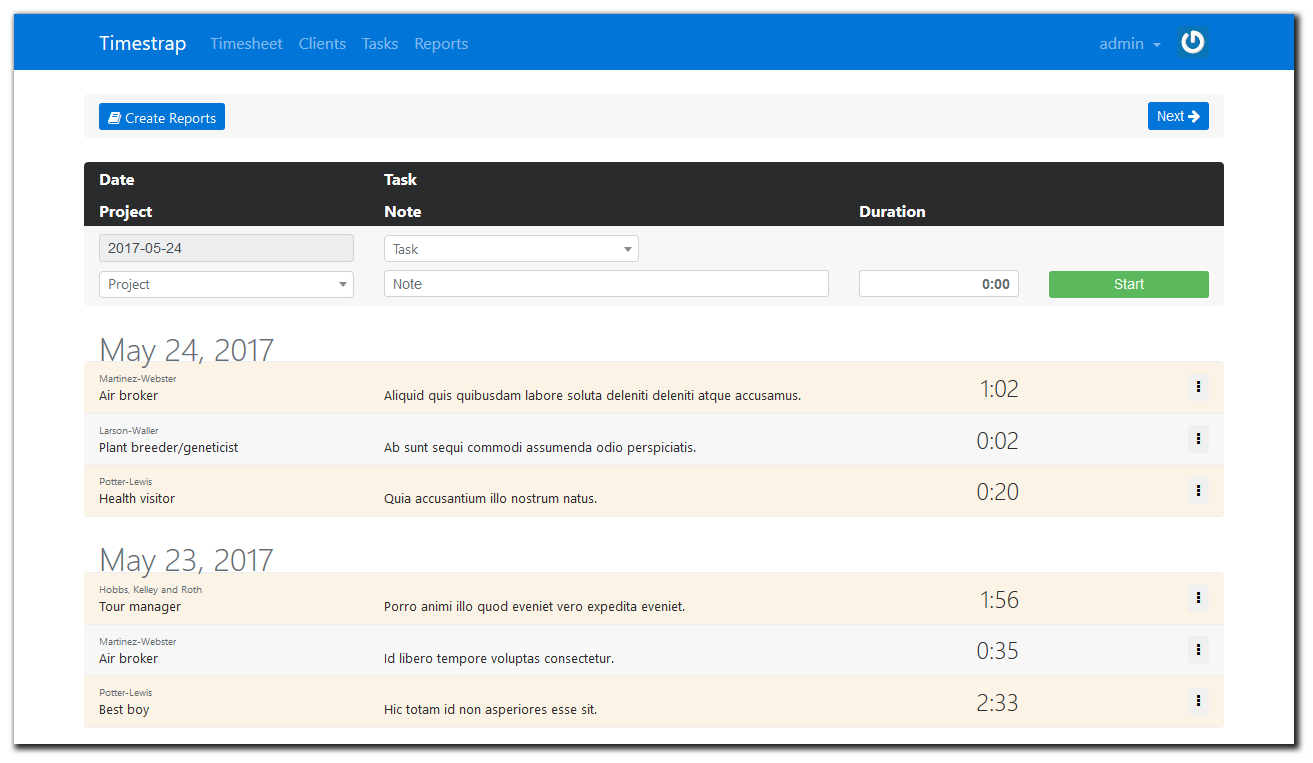 Timestrap Timesheet Clients Tasks Reports admin
Create Reports Next
Date Task
Project Note Duration
2017-05-24 Task
Project Note 0:00 Start
May 24, 2017
Martinez-Webster
Air broker Aliquid quis quibusdam labore soluta deleniti deleniti atque accusamus. 1:02
Larson-Waller
Plant breeder/geneticist Ab sunt sequi commodi assumenda odio perspiciatis. 0:02
Potter-Lewis
Health visitor Quia accusantium illo nostrum natus. 0:20
May 23, 2017
Hobbs, Kelley and Roth
Tour manager Porro animi illo quod eveniet vero expedita eveniet. 1:56
Martinez-Webster
Air broker Id libero tempore voluptas consectetur. 0:35
Potter-Lewis
Best boy Hic totam id non asperiores esse sit. 2:33